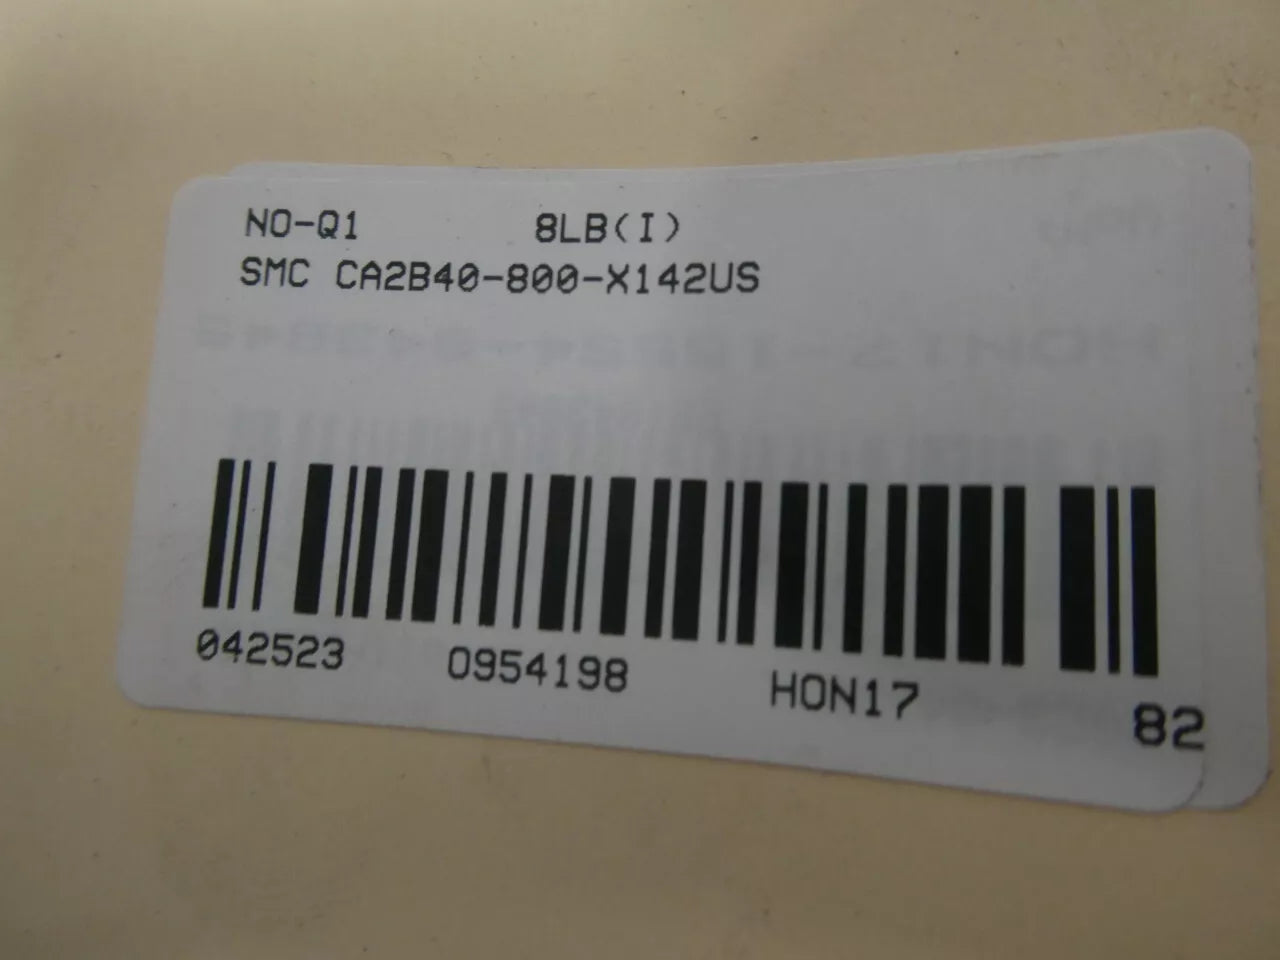 NO-Q1 8LB(I)
SMC CA2B40-800-X142US
042523 0954198 HON17 82